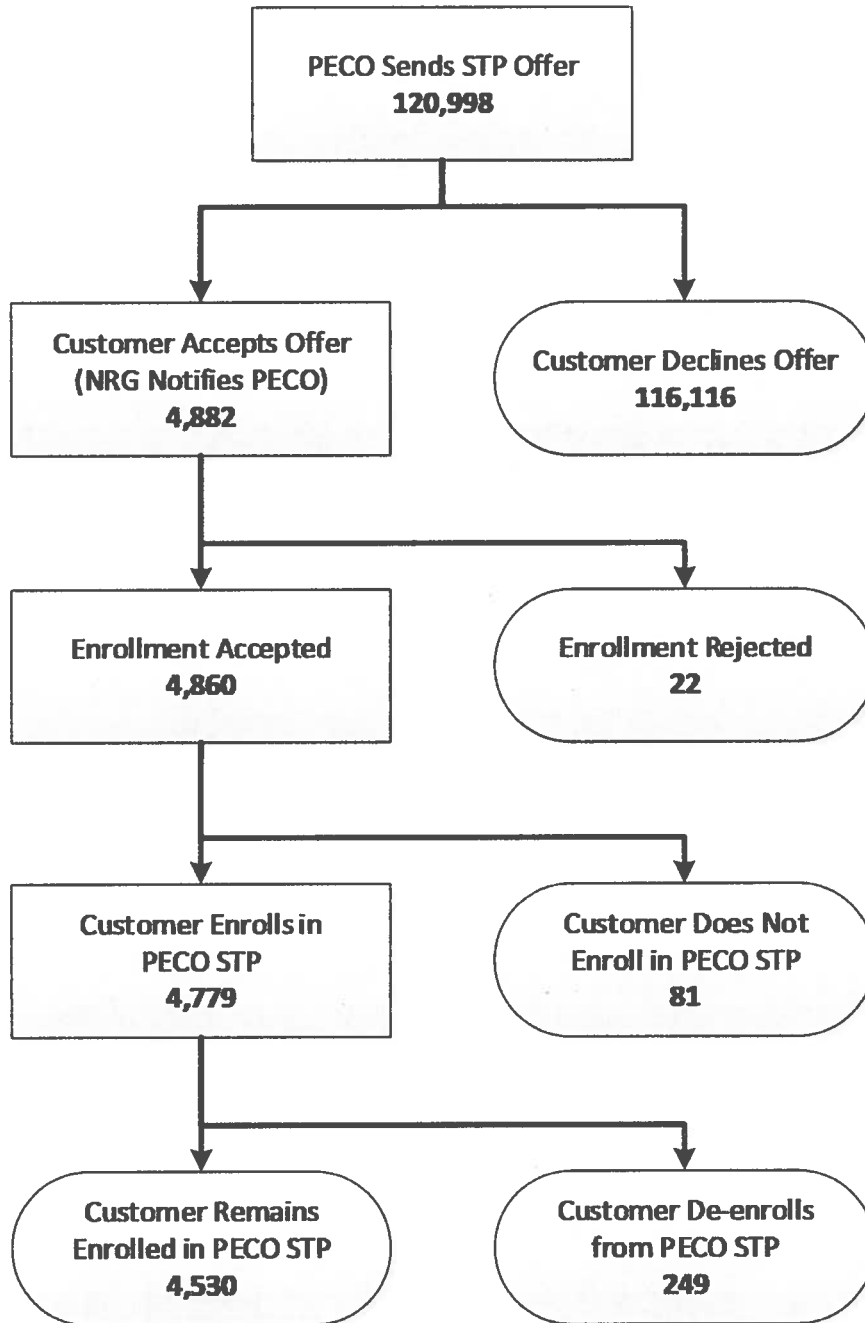 PECO Sends STP Offer
120,998
Customer Accepts Offer
(NRG Notifies PECO)
4,882
Customer Declines Offer
116,116
Enrollment Accepted
4,860
Enrollment Rejected
22
Customer Enrolls in
PECO STP
4,779
Customer Does Not
Enroll in PECO STP
81
Customer Remains
Enrolled in PECO STP
4,530
Customer De-enrolls
from PECO STP
249